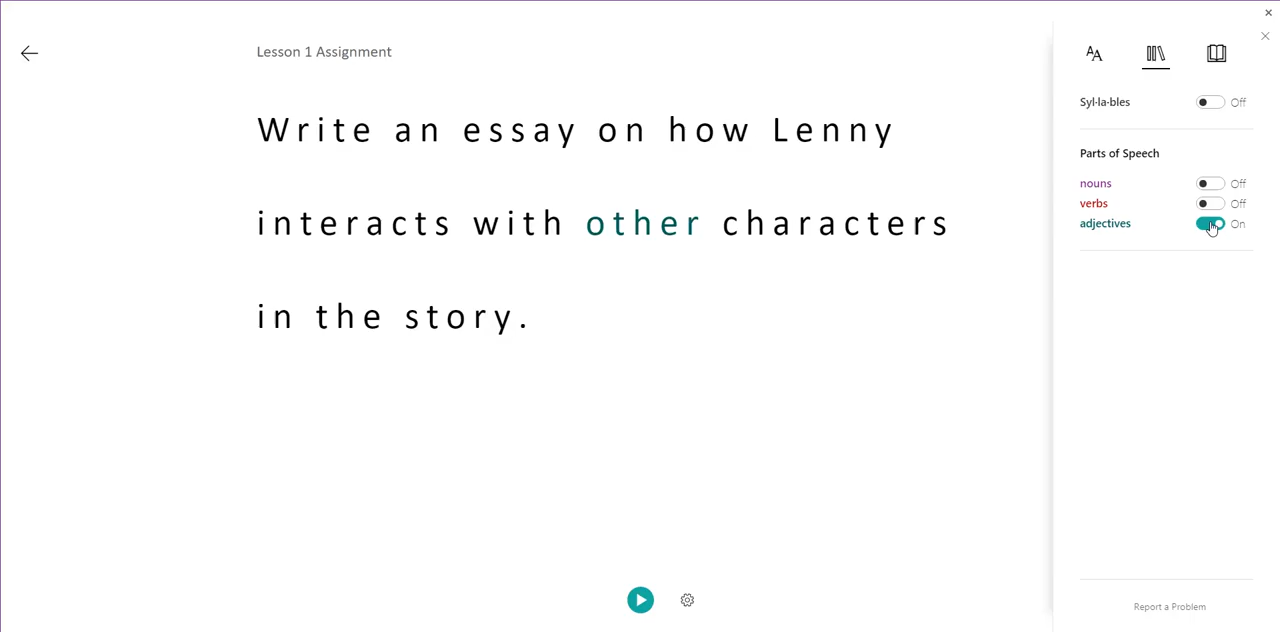 Lesson 1 Assignment
Write an essay on how Lenny
interacts with other characters
in the story.
Syl·la·bles Off
Parts of Speech
nouns Off
verbs Off
adjectives On
Report a Problem